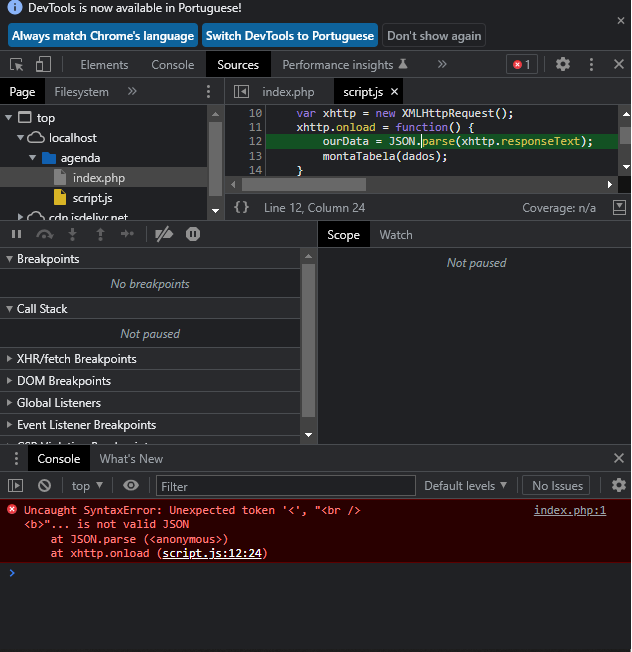 DevTools is now available in Portuguese!
Always match Chrome's language
Switch DevTools to Portuguese
Don't show again
Elements Console Sources Performance insights 1
Page Filesystem
index.php script.js
top
localhost
agenda
index.php
script.js
cdn.jsdelivr.net
10 var xhttp = new XMLHttpRequest();
11 xhttp.onload = function() {
12 ourData = JSON.parse(xhttp.responseText);
13 montaTabela(dados);
14 }
{ } Line 12, Column 24 Coverage: n/a
Scope Watch
Not paused
Breakpoints
No breakpoints
Call Stack
Not paused
XHR/fetch Breakpoints
DOM Breakpoints
Global Listeners
Event Listener Breakpoints
CSP Violation Breakpoints
Console What's New
top Filter Default levels No Issues
Uncaught SyntaxError: Unexpected token '<', "<br /> index.php:1
<b>"... is not valid JSON
at JSON.parse (<anonymous>)
at xhttp.onload (script.js:12:24)